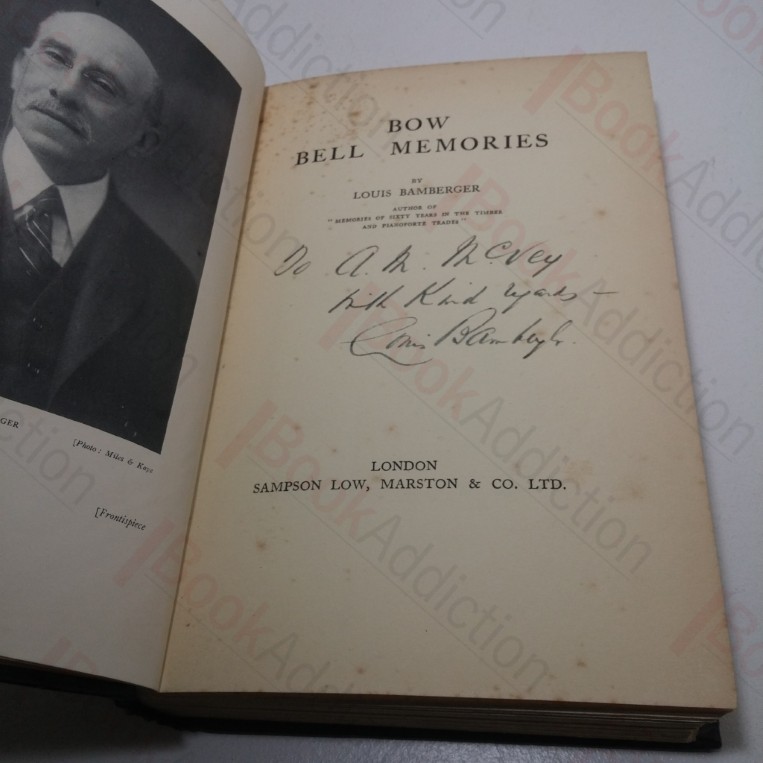 GER
[Photo: Miles & Kaye
[Frontispiece
BOW
BELL MEMORIES
BY
LOUIS BAMBERGER
AUTHOR OF
"MEMORIES OF SIXTY YEARS IN THE TIMBER
AND PIANOFORTE TRADES"
To A. M. McVey
With Kind regards –
Louis Bamberger.
LONDON
SAMPSON LOW, MARSTON & CO. LTD.
BookAddiction